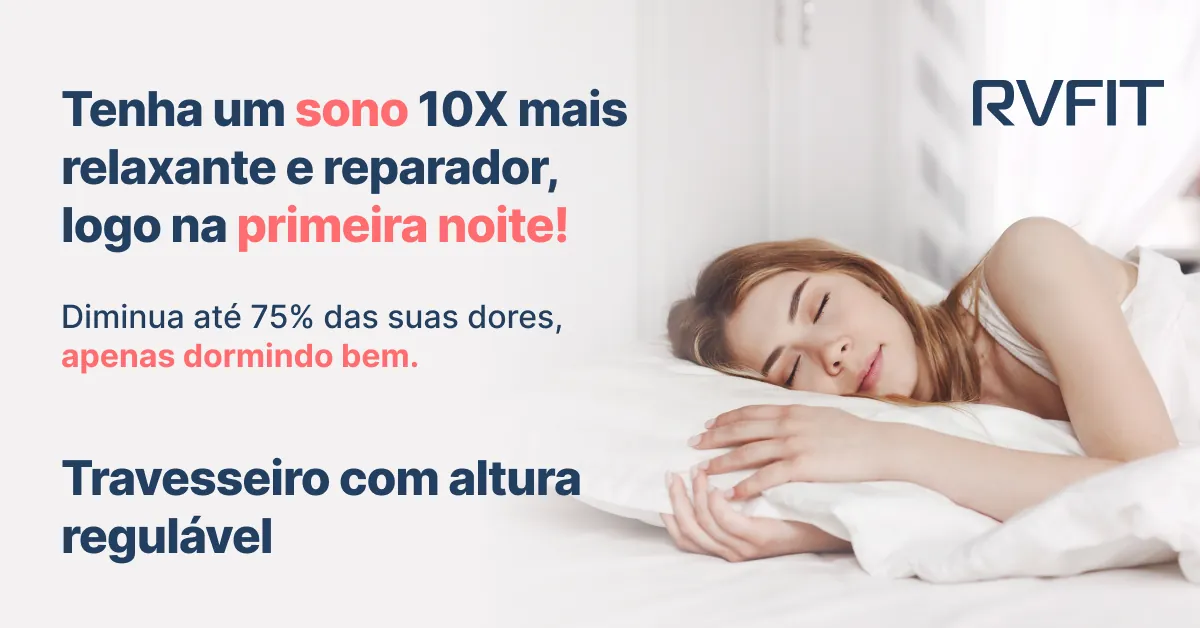 Tenha um sono 10X mais
relaxante e reparador,
logo na primeira noite!
Diminua até 75% das suas dores,
apenas dormindo bem.
Travesseiro com altura
regulável
RVFIT